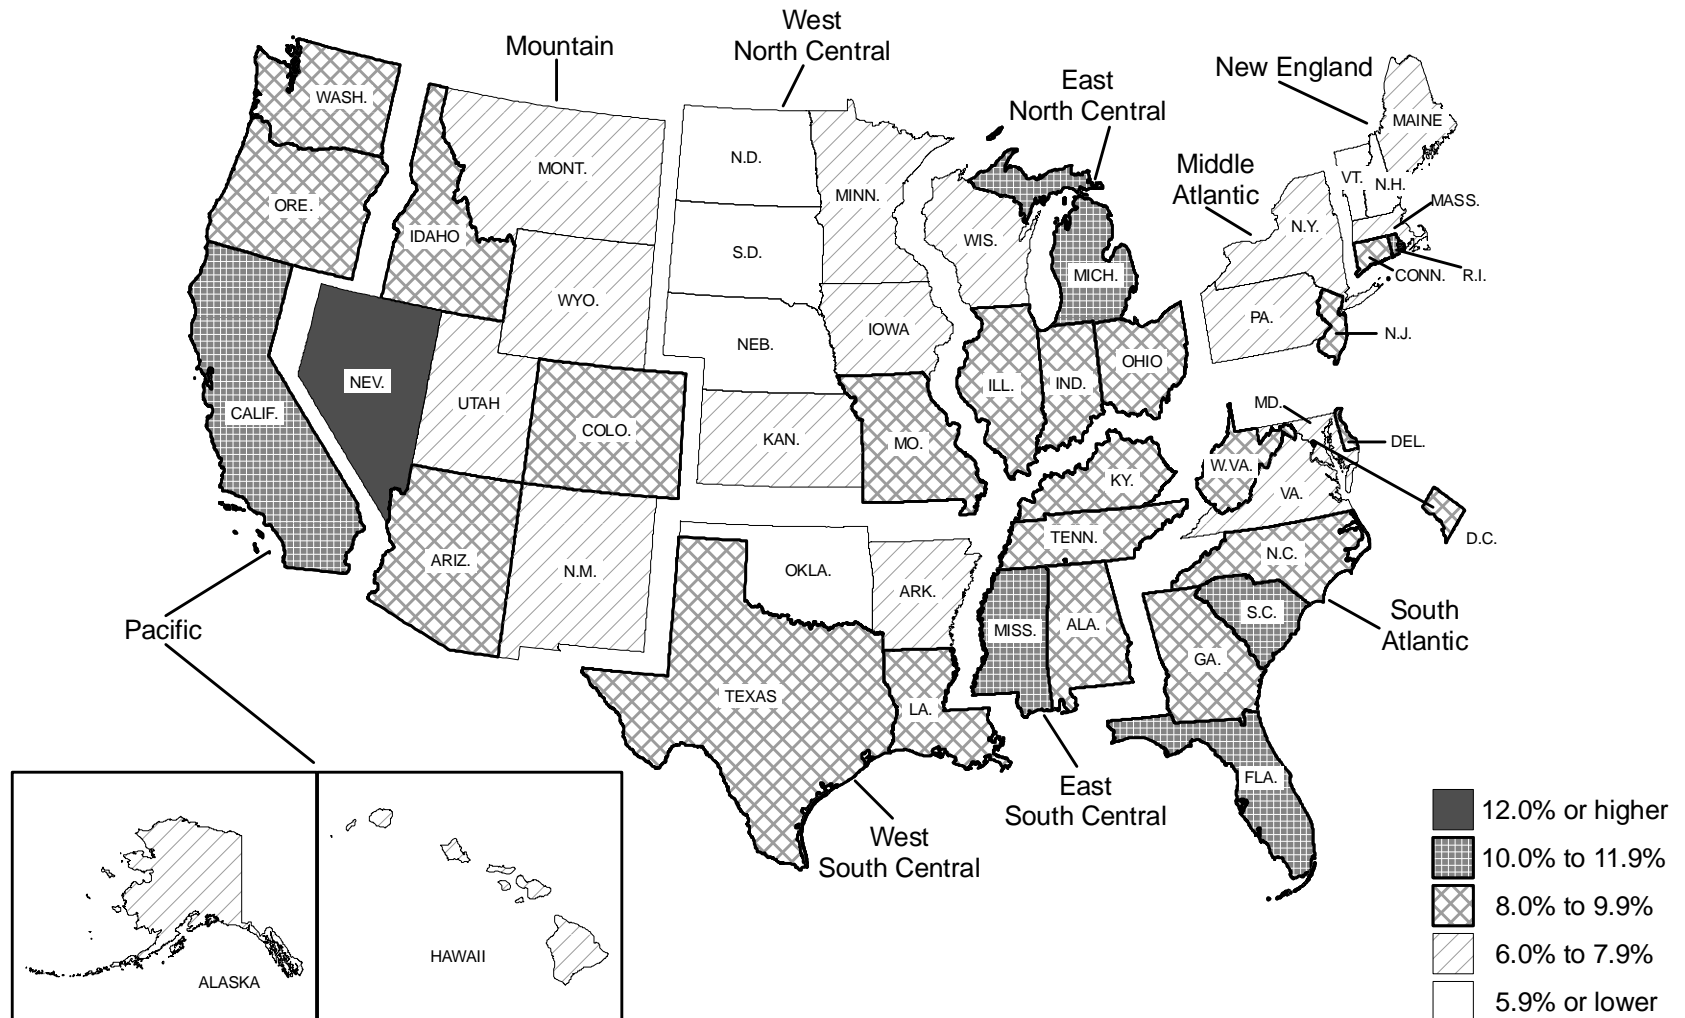 West
North Central
Mountain
East
North Central
New England
Middle
Atlantic
WASH.
MONT.
N.D.
MINN.
MAINE
VT.
N.H.
MASS.
ORE.
IDAHO
S.D.
WIS.
N.Y.
MICH.
CONN.
R.I.
WYO.
IOWA
PA.
N.J.
NEB.
NEV.
UTAH
CALIF.
COLO.
KAN.
MO.
ILL.
IND.
OHIO
MD.
DEL.
W.VA.
KY.
VA.
D.C.
ARIZ.
N.M.
OKLA.
ARK.
TENN.
N.C.
S.C.
MISS.
ALA.
GA.
South
Atlantic
Pacific
TEXAS
LA.
FLA.
East
South Central
West
South Central
ALASKA
HAWAII
12.0% or higher
10.0% to 11.9%
8.0% to 9.9%
6.0% to 7.9%
5.9% or lower